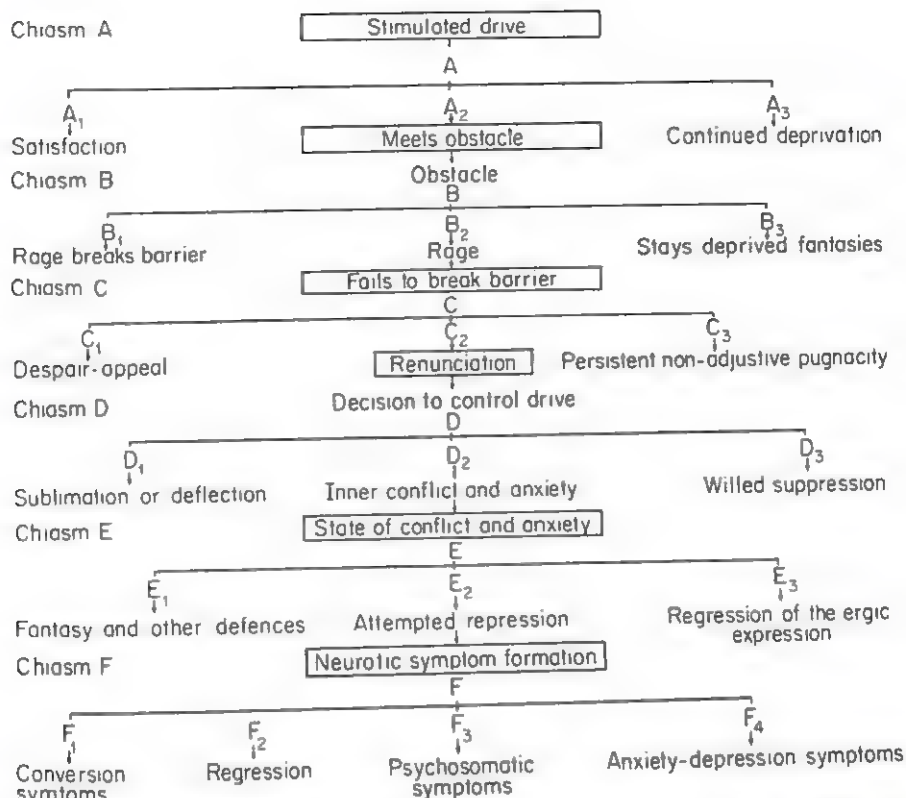 Chiasm A
Stimulated drive
A
A₁ A₂ A₃
Satisfaction Meets obstacle Continued deprivation
Chiasm B Obstacle
B
B₁ B₂ B₃
Rage breaks barrier Rage Stays deprived fantasies
Chiasm C Fails to break barrier
C
C₁ C₂ C₃
Despair-appeal Renunciation Persistent non-adjustive pugnacity
Chiasm D Decision to control drive
D
D₁ D₂ D₃
Sublimation or deflection Inner conflict and anxiety Willed suppression
Chiasm E State of conflict and anxiety
E
E₁ E₂ E₃
Fantasy and other defences Attempted repression Regression of the ergic
expression
Chiasm F Neurotic symptom formation
F
F₁ F₂ F₃ F₄
Conversion Regression Psychosomatic Anxiety-depression symptoms
symtoms symptoms